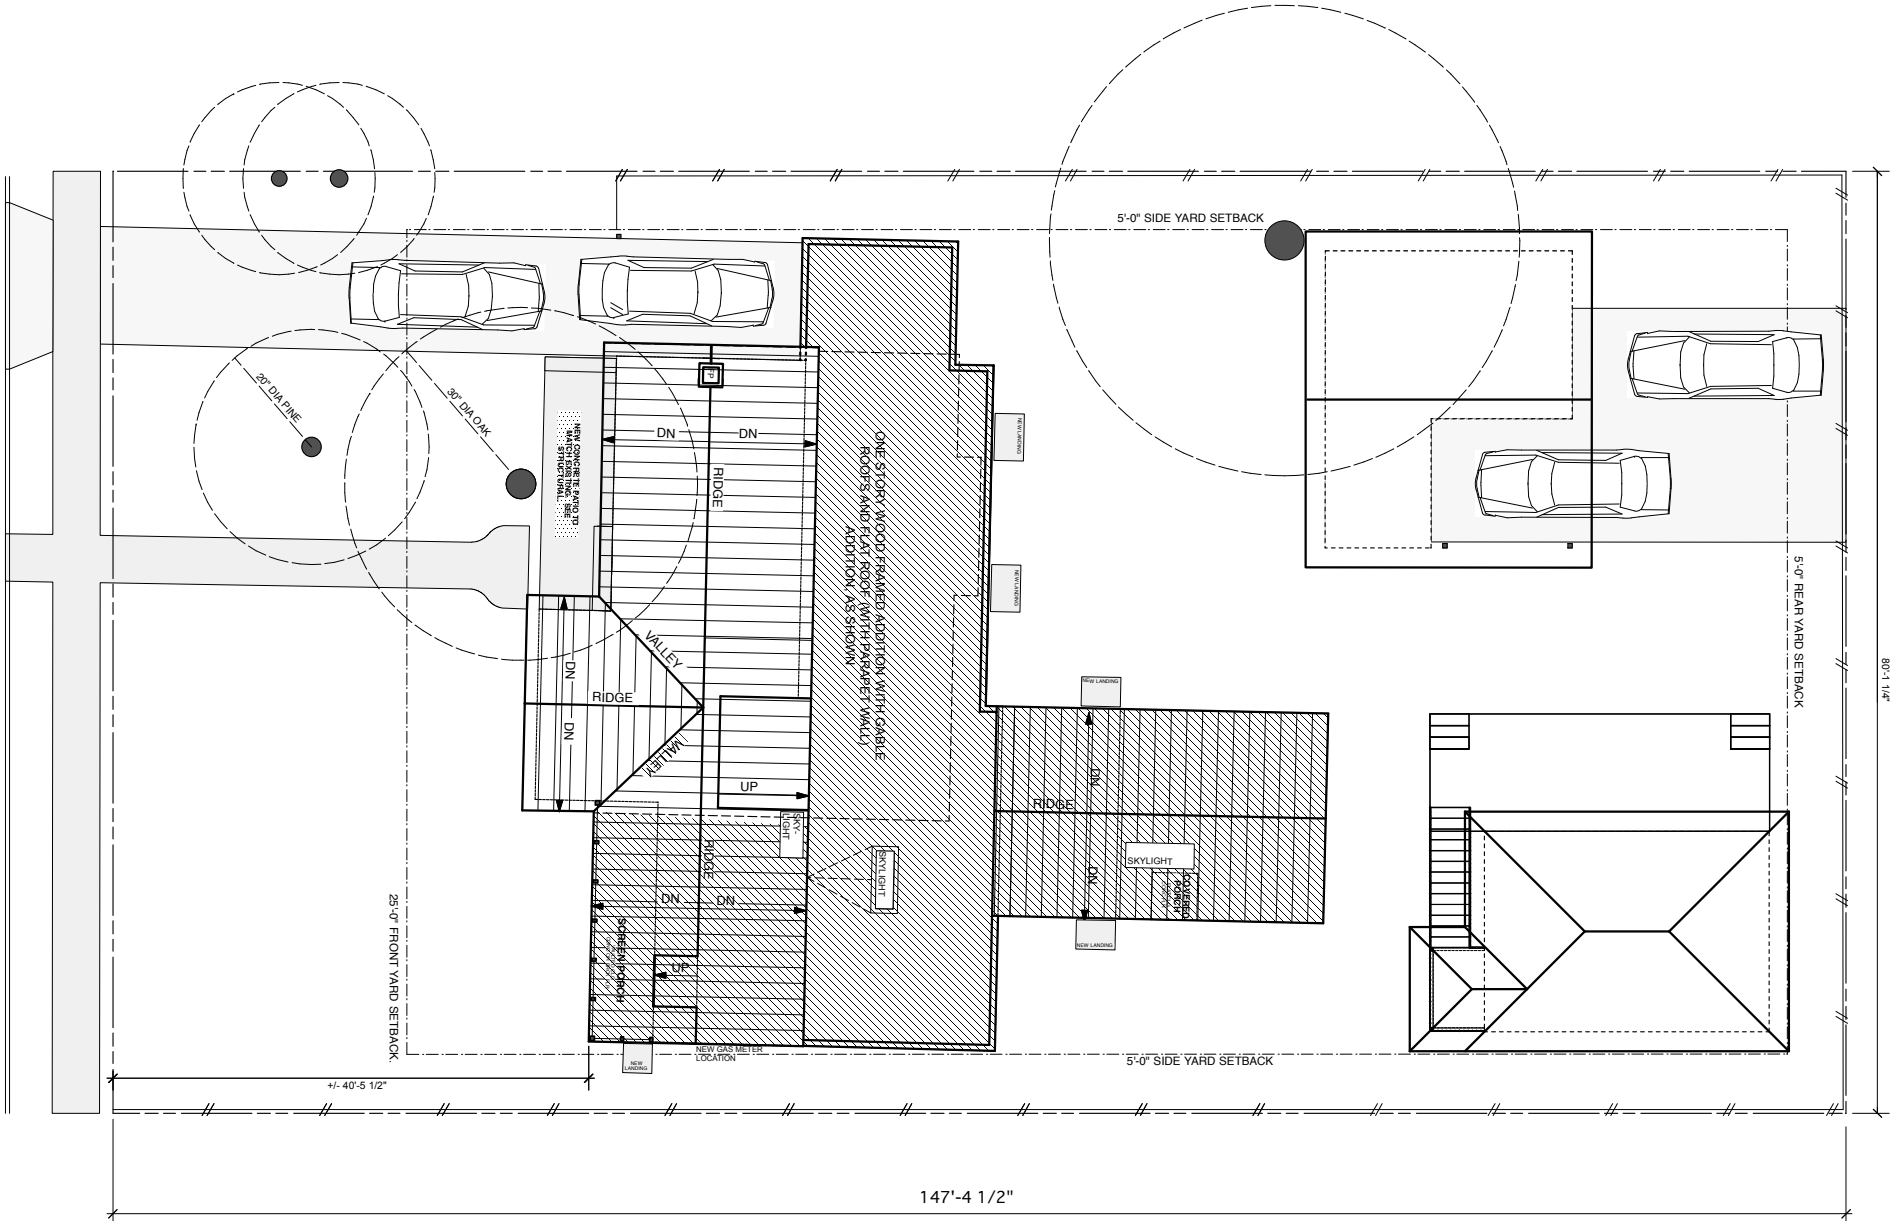 5'-0" SIDE YARD SETBACK
20" DIA PINE
30" DIA OAK
NEW CONCRETE PATIO TO
MATCH EXISTING. SEE
STRUCTURAL
FP
DN
DN
RIDGE
ONE STORY WOOD FRAMED ADDITION WITH GABLE
ROOFS AND FLAT ROOF (WITH PARAPET WALL)
ADDITION, AS SHOWN
NEW LANDING
NEW LANDING
5'-0" REAR YARD SETBACK
80'-1 1/4"
VALLEY
DN
RIDGE
DN
VALLEY
NEW LANDING
UP
SKY-
LIGHT
RIDGE
SKYLIGHT
DN
RIDGE
DN
SKYLIGHT
COVERED
PORCH
DN
DN
SCREEN PORCH
UP
NEW LANDING
25'-0" FRONT YARD SETBACK
NEW GAS METER
LOCATION
NEW
LANDING
5'-0" SIDE YARD SETBACK
+/- 40'-5 1/2"
147'-4 1/2"